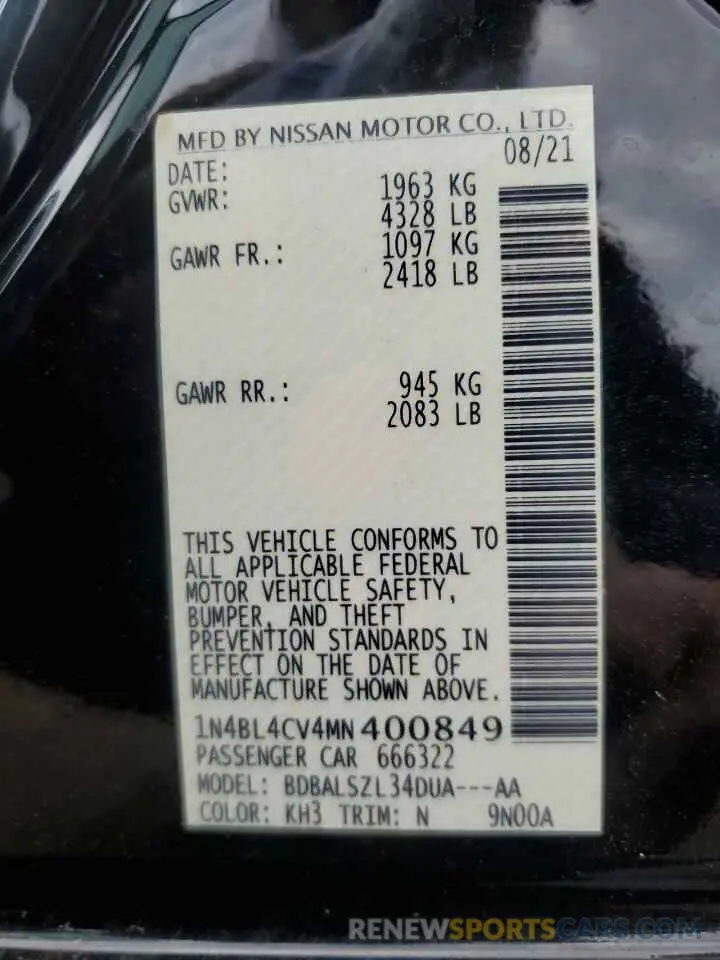 MFD BY NISSAN MOTOR CO., LTD.
DATE: 08/21
GVWR: 1963 KG
4328 LB
GAWR FR.: 1097 KG
2418 LB
GAWR RR.: 945 KG
2083 LB
THIS VEHICLE CONFORMS TO
ALL APPLICABLE FEDERAL
MOTOR VEHICLE SAFETY,
BUMPER, AND THEFT
PREVENTION STANDARDS IN
EFFECT ON THE DATE OF
MANUFACTURE SHOWN ABOVE.
1N4BL4CV4MN400849
PASSENGER CAR 666322
MODEL: BDBALSZL34DUA---AA
COLOR: KH3 TRIM: N 9N00A
RENEWSPORTSCARS.COM